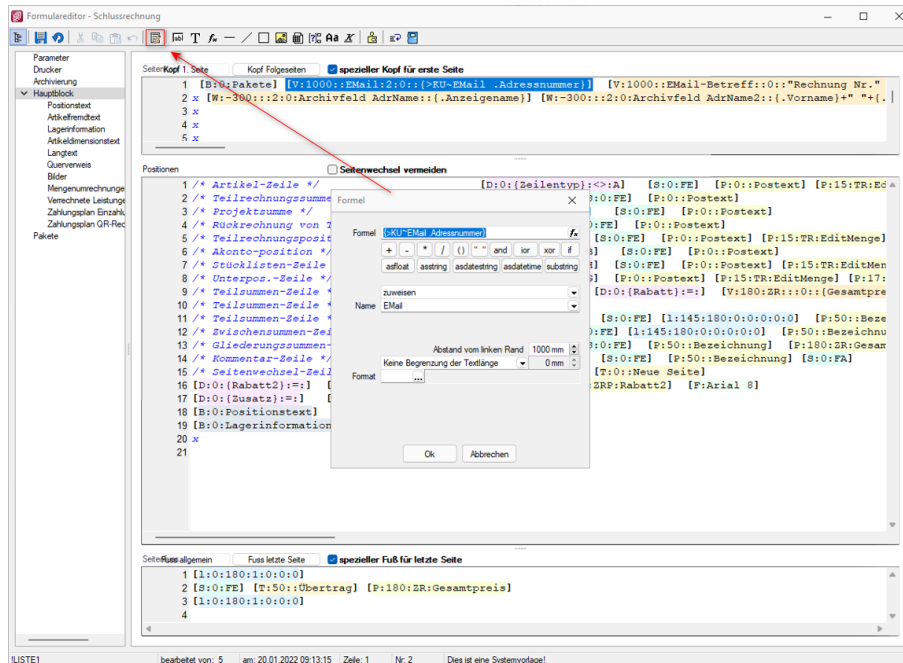 Formulareditor - Schlussrechnung
Parameter
Drucker
Archivierung
Hauptblock
Positionstext
Artikelfremdtext
Lagerinformation
Artikeldimensionstext
Langtext
Querverweis
Bilder
Mengenumrechnunge
Verrechnete Leistunge
Zahlungsplan Einzahlu
Zahlungsplan QR-Rec
Pakete
Kopf 1. Seite Kopf Folgeseiten spezieller Kopf für erste Seite
1 [B:0:Pakete] [V:1000::EMail:2:0::{>KU~EMail .Adressnummer}] [V:1000::EMail-Betreff::0::"Rechnung Nr."
2 x [W:-300:::2:0:Archivfeld AdrName::{.Anzeigename}] [W:-300:::2:0:Archivfeld AdrName2::{.Vorname}+" "+{.
3 x
4 x
5 x
Positionen Seitenwechsel vermeiden
1 /* Artikel-Zeile */ [D:0:{Zeilentyp}:<>:A] [S:0:FE] [P:0::Postext] [P:15:TR:Ed
2 /* Teilrechnungssumme :0:FE] [P:0::Postext]
3 /* Projektsumme */ [S:0:FE] [P:0::Postext]
4 /* Rückrechnung von T :FE] [P:0::Postext]
5 /* Teilrechnungsposit [S:0:FE] [P:0::Postext] [P:15:TR:EditMenge]
6 /* Akonto-position */ [S:0:FE] [P:0::Postext]
7 /* Stücklisten-Zeile [S:0:FE] [P:0::Postext] [P:15:TR:EditMen
8 /* Unterpos.-Zeile * [P:0::Postext] [P:15:TR:EditMenge] [P:17:
9 /* Teilsummen-Zeile * [D:0:{Rabatt}:=:] [V:180:ZR:::0::{Gesamtpre
10 /* Teilsummen-Zeile *
11 /* Teilsummen-Zeile * [S:0:FE] [l:145:180:0:0:0:0:0] [P:50::Beze
12 /* Zwischensummen-Zei :FE] [l:145:180:0:0:0:0:0] [P:50::Bezeichnu
13 /* Gliederungssummen- :0:FE] [P:50::Bezeichnung] [P:180:ZR:Gesam
14 /* Kommentar-Zeile */ [S:0:FE] [P:50::Bezeichnung] [S:0:FA]
15 /* Seitenwechsel-Zeil [T:0::Neue Seite]
16 [D:0:{Rabatt2}:=:] ZRP:Rabatt2] [F:Arial 8]
17 [D:0:{Zusatz}:=:]
18 [B:0:Positionstext]
19 [B:0:Lagerinformation
20 x
21
Formel
Formel {>KU~EMail .Adressnummer} fx
+ - * / () " " and ior xor if
asfloat asstring asdatestring asdatetime substring
zuweisen
Name EMail
Abstand vom linken Rand 1000 mm
Keine Begrenzung der Textlänge 0 mm
Format ...
Ok Abbrechen
Fuss allgemein Fuss letzte Seite spezieller Fuß für letzte Seite
1 [l:0:180:1:0:0:0]
2 [S:0:FE] [T:50::Übertrag] [P:180:ZR:Gesamtpreis]
3 [l:0:180:1:0:0:0]
4
!LISTE1 bearbeitet von: 5 am: 20.01.2022 09:13:15 Zeile: 1 Nr: 2 Dies ist eine Systemvorlage!